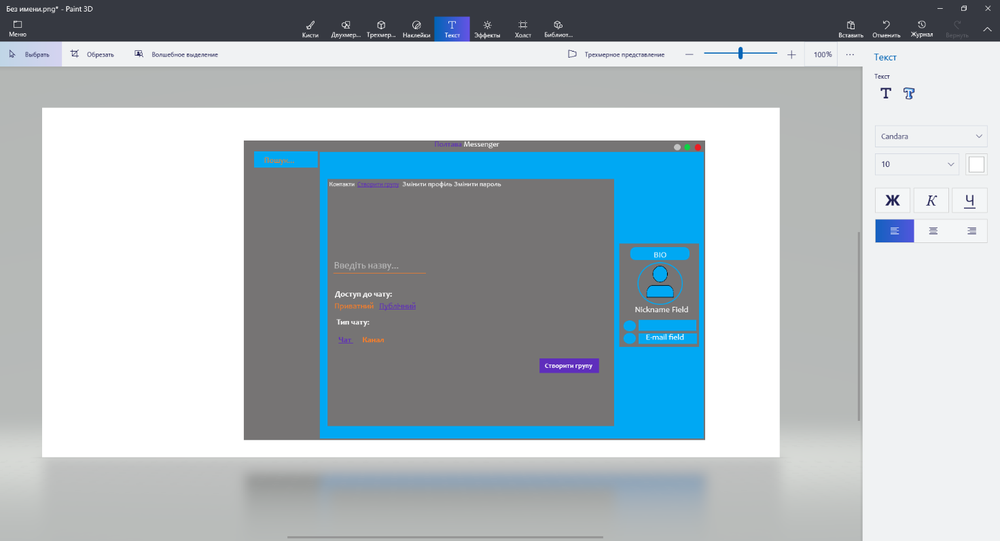 Без имени.png* - Paint 3D
Меню
Кисти Двухмер... Трехмер... Наклейки Текст Эффекты Холст Библиот...
Вставить Отменить Журнал Вернуть
Выбрать Обрезать Волшебное выделение
Трехмерное представление 100%
Текст
Текст
T T
Candara
10
Ж К Ч
Полтава Messenger
Пошук...
Контакти Створити групу Змінити профіль Змінити пароль
Введіть назву...
Доступ до чату:
Приватний Публічний
Тип чату:
Чат Канал
Створити групу
BIO
Nickname Field
E-mail field